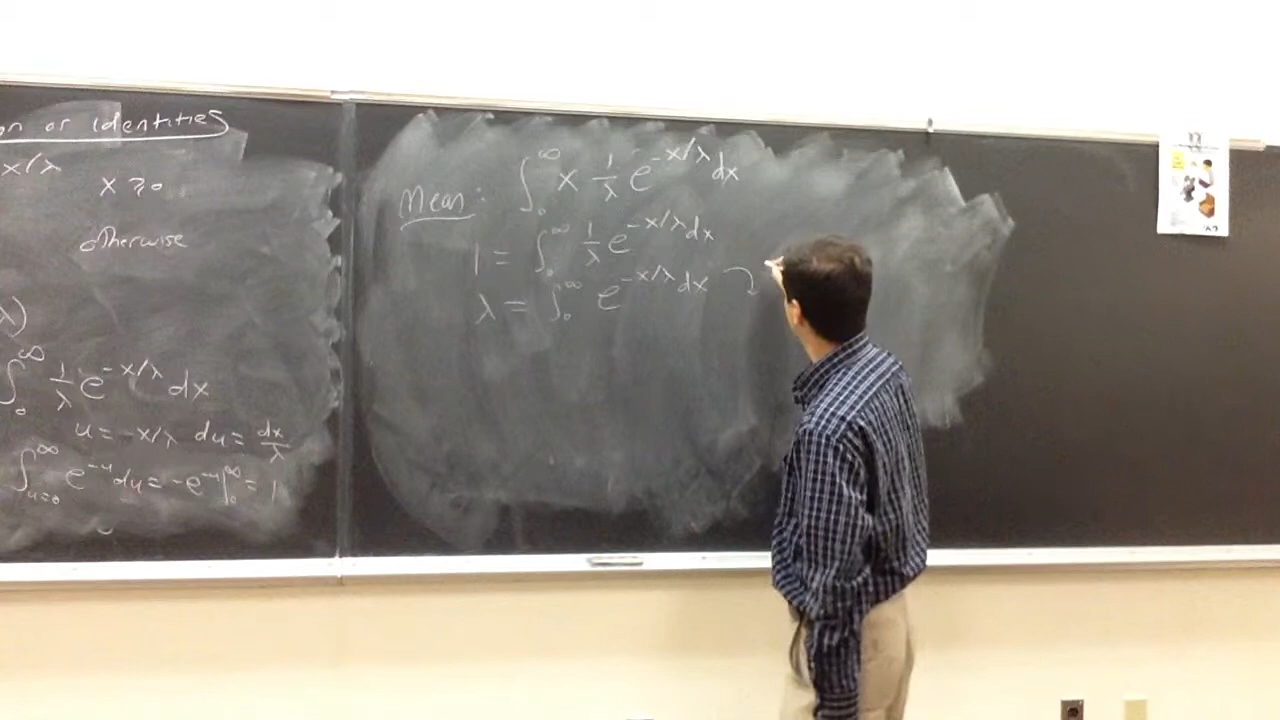 on or identities
x/λ  x ≥ 0
otherwise
λ)
∫₀^∞ 1/λ e^(-x/λ) dx
u = -x/λ  du = dx/λ
∫_(u=0)^∞ e^(-u) du = -e^(-u)|₀^∞ = 1
Mean: ∫₀^∞ x 1/λ e^(-x/λ) dx
1 = ∫₀^∞ 1/λ e^(-x/λ) dx
λ = ∫₀^∞ e^(-x/λ) dx